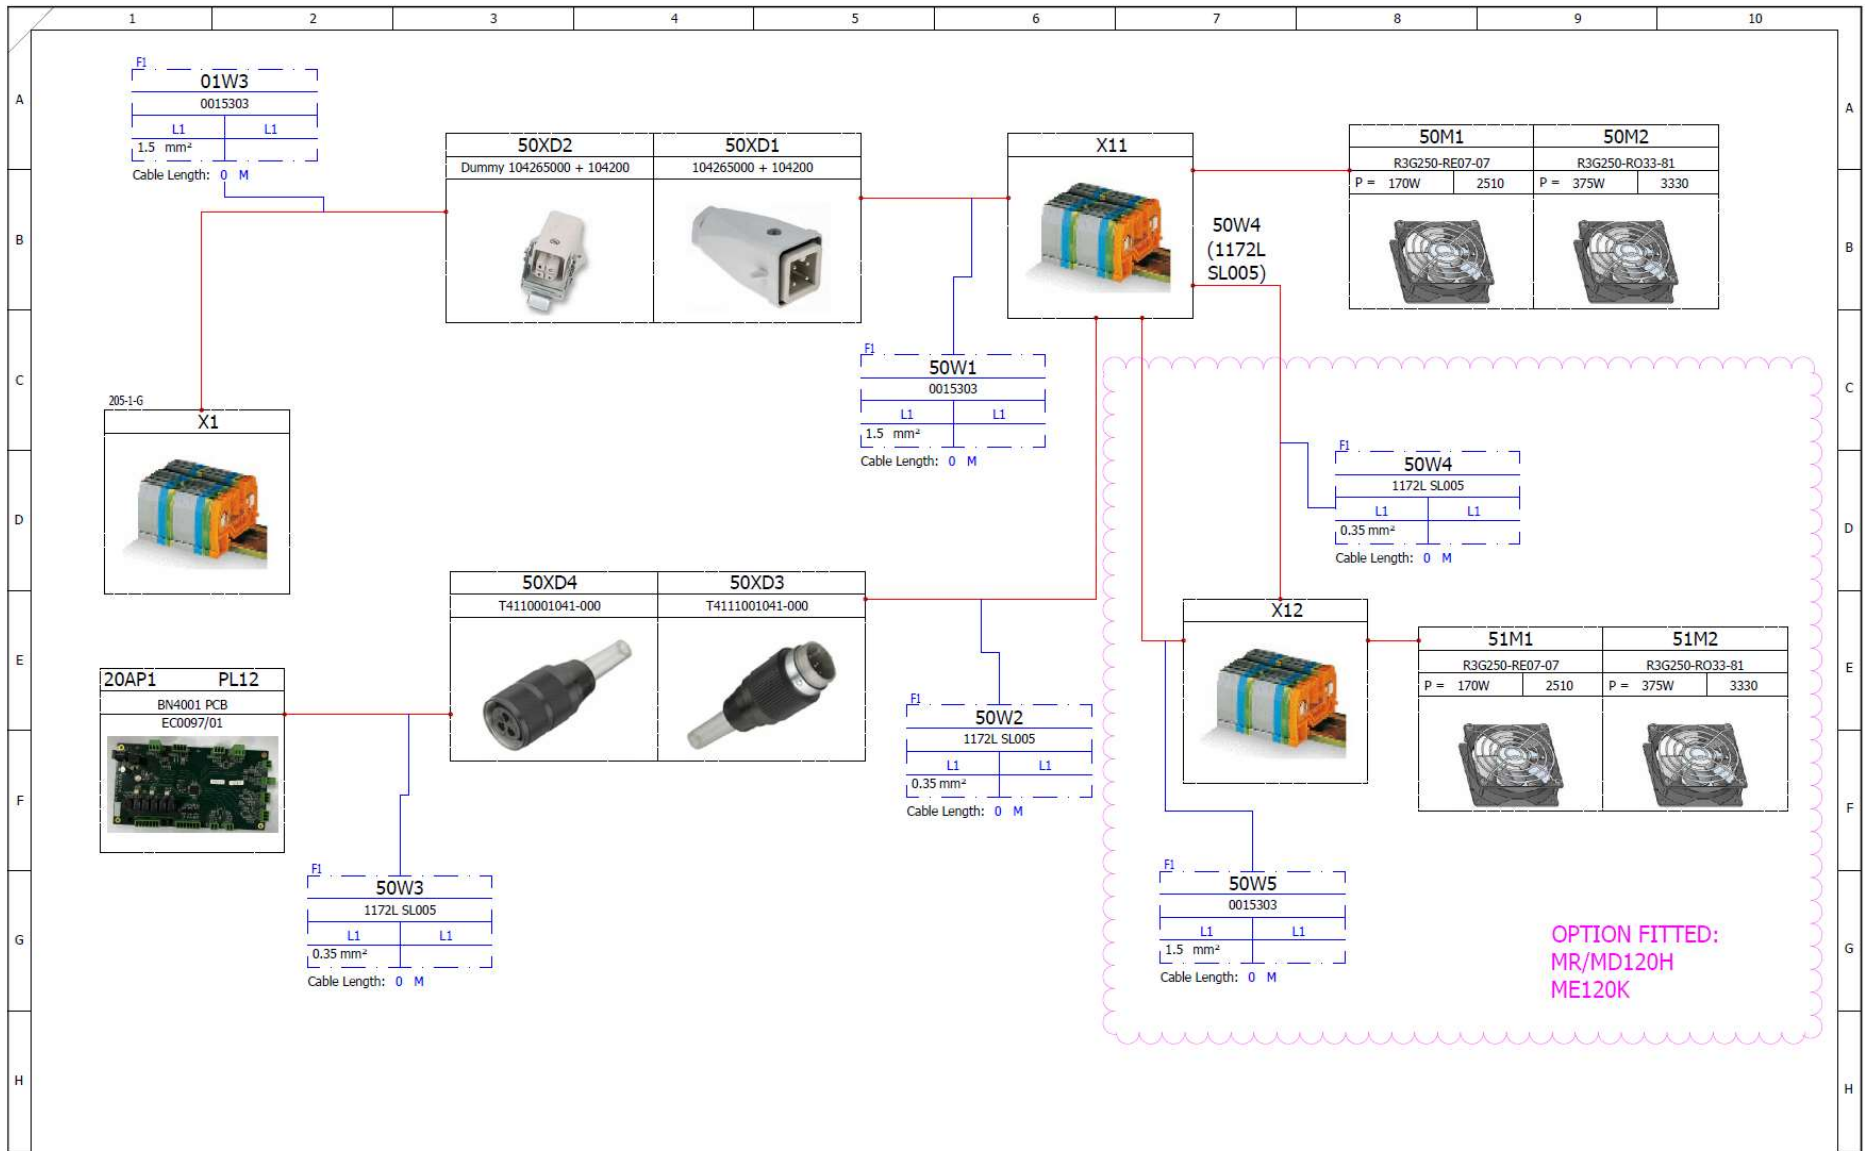 1 2 3 4 5 6 7 8 9 10
A
B
C
D
E
F
G
H
A
B
C
D
E
F
G
H
F1
01W3
0015303
L1 L1
1.5 mm²
Cable Length: 0 M
50XD2 50XD1
Dummy 104265000 + 104200 104265000 + 104200
X11
50W4
(1172L
SL005)
50M1 50M2
R3G250-RE07-07 R3G250-RO33-81
P = 170W 2510 P = 375W 3330
F1
50W1
0015303
L1 L1
1.5 mm²
Cable Length: 0 M
205-1-G
X1
F1
50W4
1172L SL005
L1 L1
0.35 mm²
Cable Length: 0 M
50XD4 50XD3
T4110001041-000 T4111001041-000
X12
51M1 51M2
R3G250-RE07-07 R3G250-RO33-81
P = 170W 2510 P = 375W 3330
20AP1 PL12
BN4001 PCB
EC0097/01
F1
50W2
1172L SL005
L1 L1
0.35 mm²
Cable Length: 0 M
F1
50W3
1172L SL005
L1 L1
0.35 mm²
Cable Length: 0 M
F1
50W5
0015303
L1 L1
1.5 mm²
Cable Length: 0 M
OPTION FITTED:
MR/MD120H
ME120K